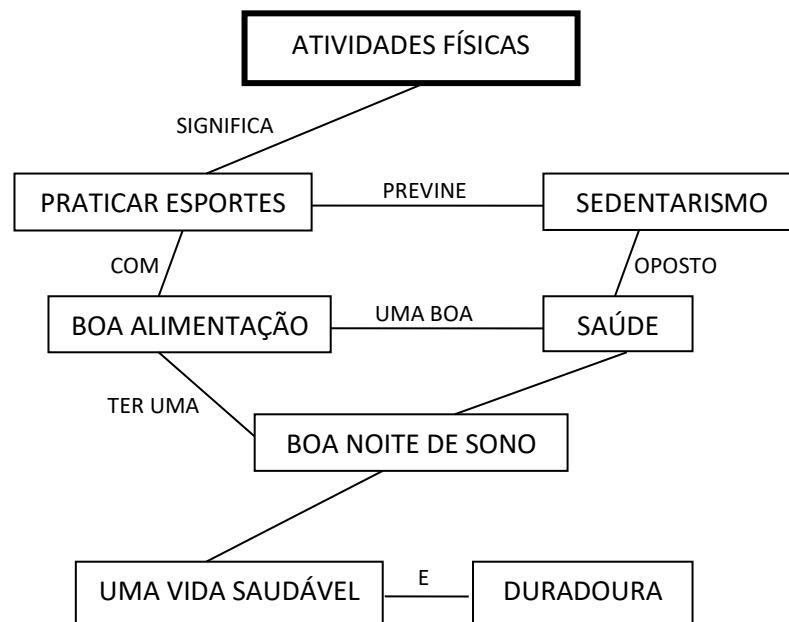 ATIVIDADES FÍSICAS
SIGNIFICA
PRATICAR ESPORTES
PREVINE
SEDENTARISMO
COM
OPOSTO
BOA ALIMENTAÇÃO
UMA BOA
SAÚDE
TER UMA
BOA NOITE DE SONO
UMA VIDA SAUDÁVEL
E
DURADOURA